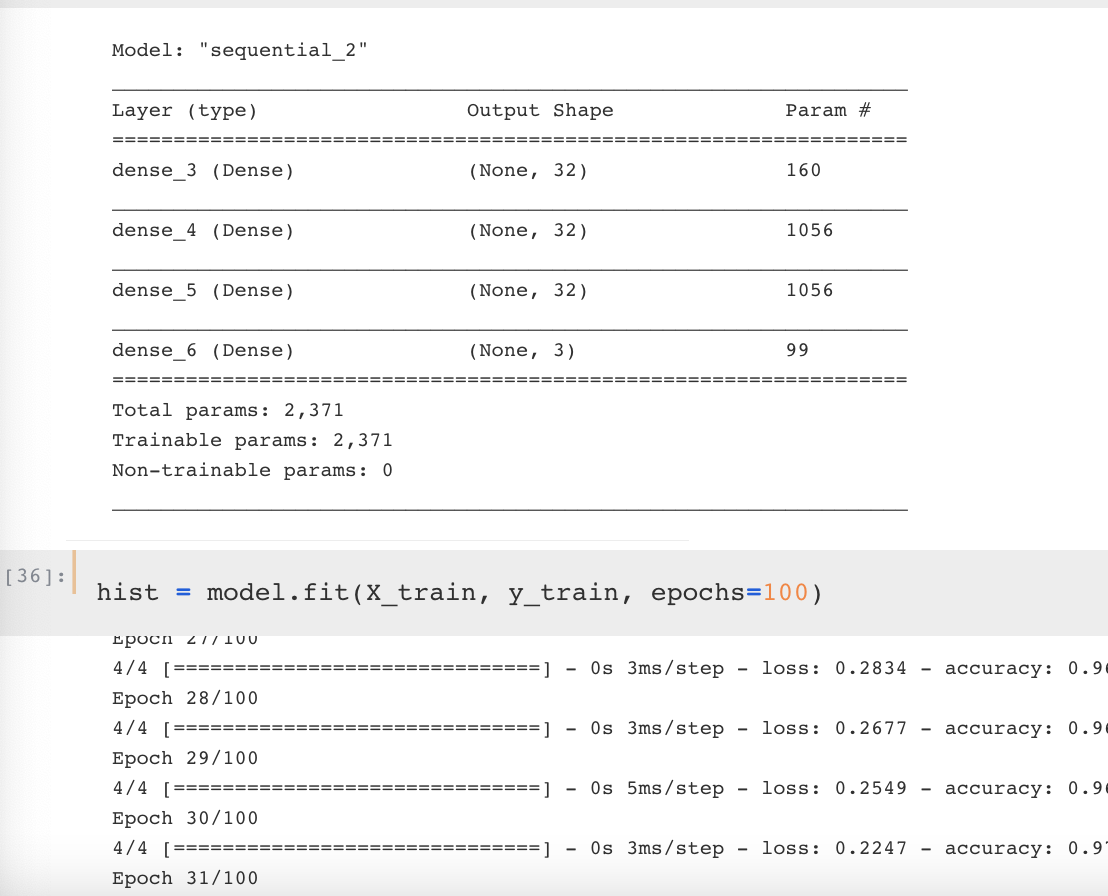 Model: "sequential_2"
_________________________________________________________________
Layer (type)                 Output Shape              Param #
=================================================================
dense_3 (Dense)              (None, 32)                160
_________________________________________________________________
dense_4 (Dense)              (None, 32)                1056
_________________________________________________________________
dense_5 (Dense)              (None, 32)                1056
_________________________________________________________________
dense_6 (Dense)              (None, 3)                 99
=================================================================
Total params: 2,371
Trainable params: 2,371
Non-trainable params: 0
_________________________________________________________________
[36]: hist = model.fit(X_train, y_train, epochs=100)
Epoch 27/100
4/4 [==============================] - 0s 3ms/step - loss: 0.2834 - accuracy: 0.9
Epoch 28/100
4/4 [==============================] - 0s 3ms/step - loss: 0.2677 - accuracy: 0.9
Epoch 29/100
4/4 [==============================] - 0s 5ms/step - loss: 0.2549 - accuracy: 0.9
Epoch 30/100
4/4 [==============================] - 0s 3ms/step - loss: 0.2247 - accuracy: 0.9
Epoch 31/100